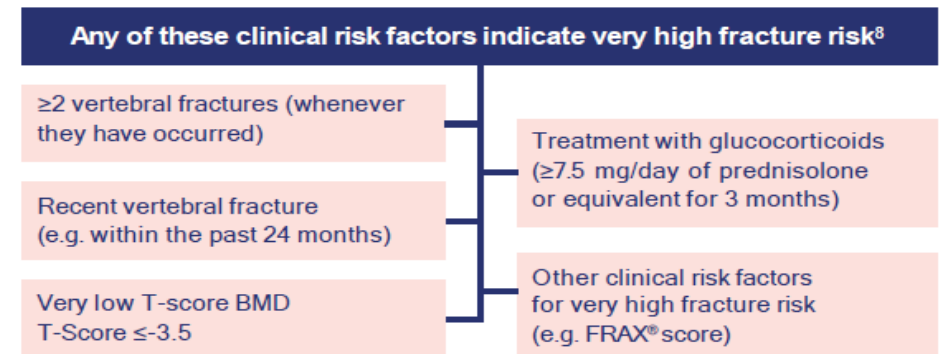 Any of these clinical risk factors indicate very high fracture risk⁸
≥2 vertebral fractures (whenever
they have occurred)
Recent vertebral fracture
(e.g. within the past 24 months)
Very low T-score BMD
T-Score ≤-3.5
Treatment with glucocorticoids
(≥7.5 mg/day of prednisolone
or equivalent for 3 months)
Other clinical risk factors
for very high fracture risk
(e.g. FRAX® score)